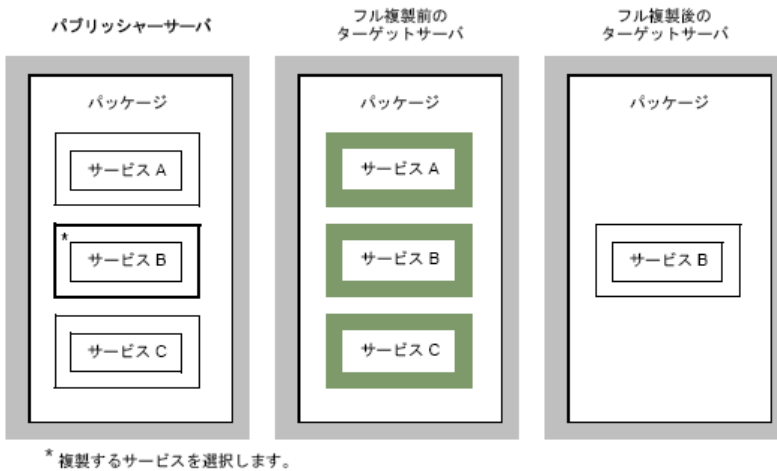 パブリッシャーサーバ
フル複製前の
ターゲットサーバ
フル複製後の
ターゲットサーバ
パッケージ
サービス A
*
サービス B
サービス C
パッケージ
サービス A
サービス B
サービス C
パッケージ
サービス B
* 複製するサービスを選択します。